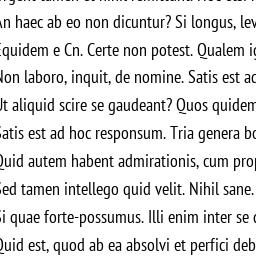 An haec ab eo non dicuntur? Si longus, lev
Equidem e Cn. Certe non potest. Qualem ig
Non laboro, inquit, de nomine. Satis est ad
Ut aliquid scire se gaudeant? Quos quidem
Satis est ad hoc responsum. Tria genera bo
Quid autem habent admirationis, cum prop
Sed tamen intellego quid velit. Nihil sane.
Si quae forte-possumus. Illi enim inter se d
Quid est, quod ab ea absolvi et perfici deb